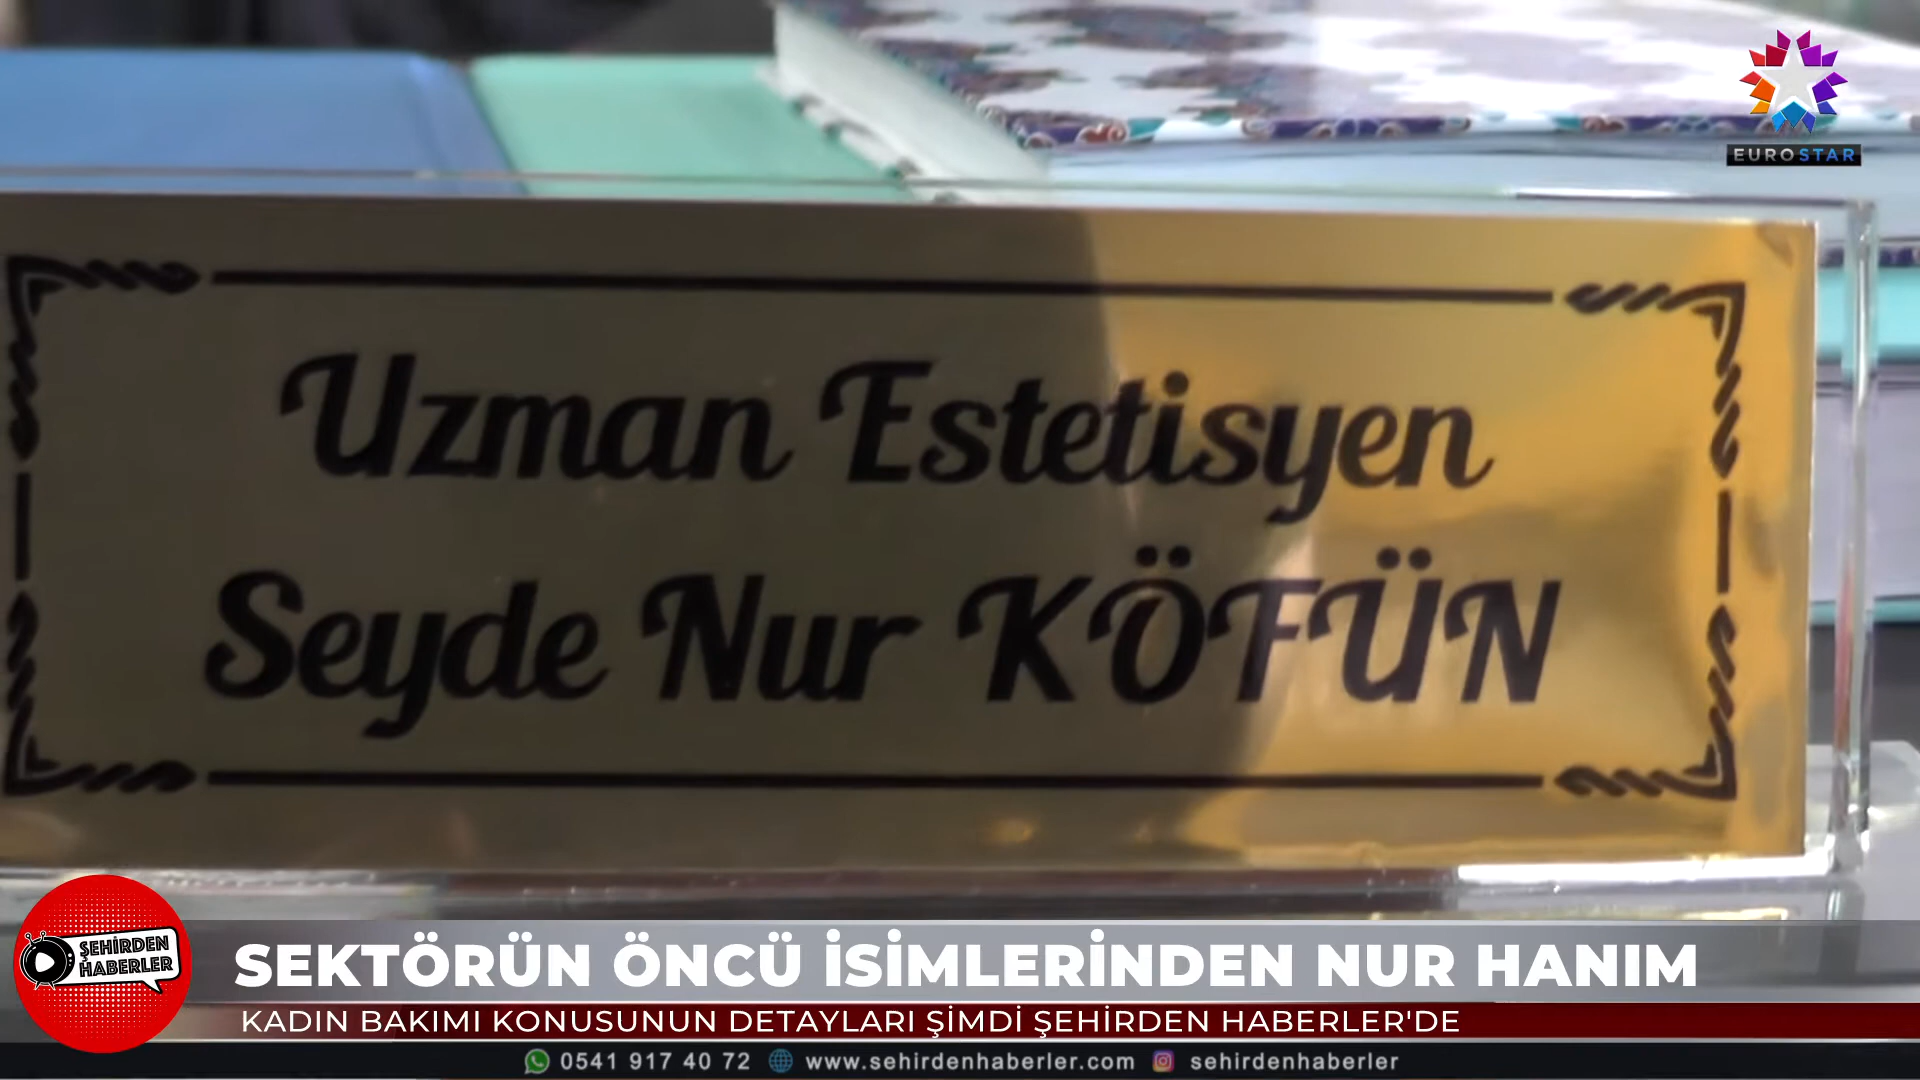 EUROSTAR
Uzman Estetisyen
Seyde Nur KÖFÜN
ŞEHİRDEN
HABERLER
SEKTÖRÜN ÖNCÜ İSİMLERİNDEN NUR HANIM
KADIN BAKIMI KONUSUNUN DETAYLARI ŞİMDİ ŞEHİRDEN HABERLER'DE
0541 917 40 72 www.sehirdenhaberler.com sehirdenhaberler